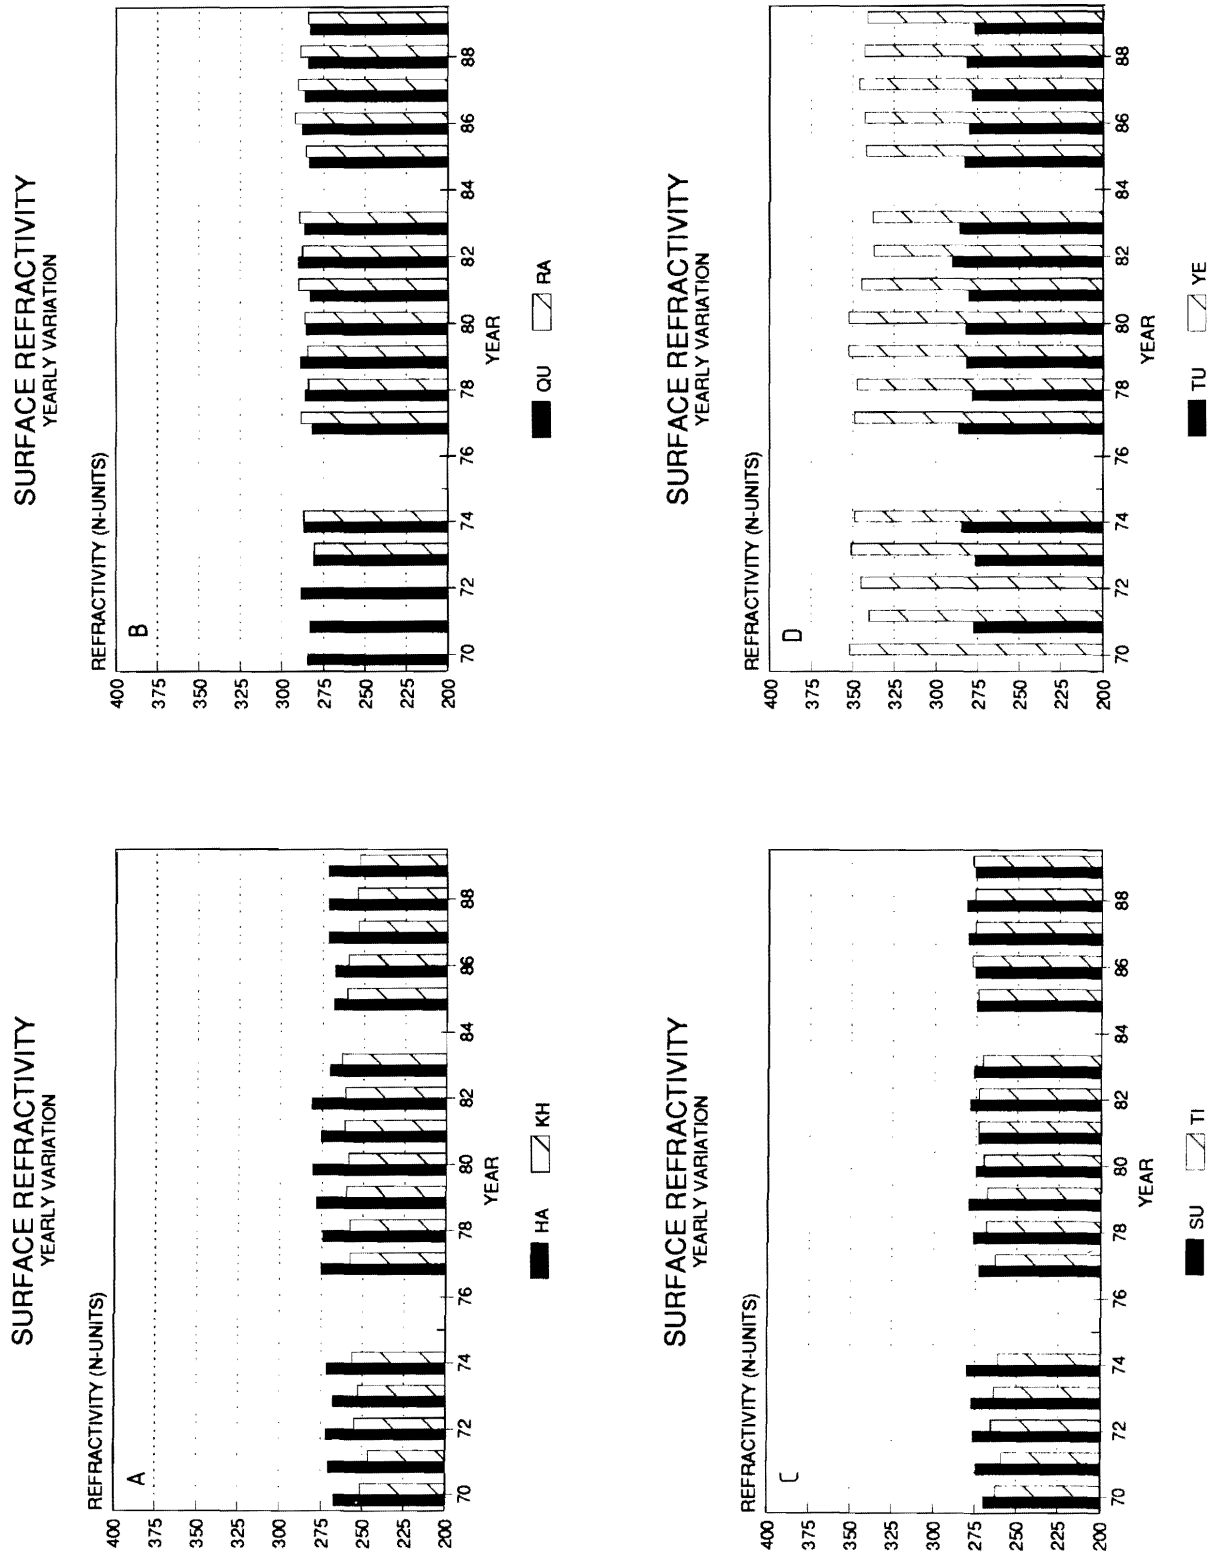 SURFACE REFRACTIVITY
YEARLY VARIATION
REFRACTIVITY (N-UNITS)
A
400
375
350
325
300
275
250
225
200
70 72 74 76 78 80 82 84 86 88
YEAR
HA KH
SURFACE REFRACTIVITY
YEARLY VARIATION
REFRACTIVITY (N-UNITS)
B
400
375
350
325
300
275
250
225
200
70 72 74 76 78 80 82 84 86 88
YEAR
QU RA
SURFACE REFRACTIVITY
YEARLY VARIATION
REFRACTIVITY (N-UNITS)
C
400
375
350
325
300
275
250
225
200
70 72 74 76 78 80 82 84 86 88
YEAR
SU TI
SURFACE REFRACTIVITY
YEARLY VARIATION
REFRACTIVITY (N-UNITS)
D
400
375
350
325
300
275
250
225
200
70 72 74 76 78 80 82 84 86 88
YEAR
TU YE